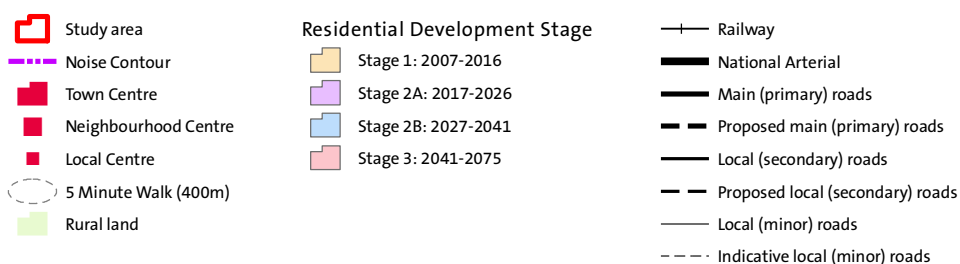 Study area
Noise Contour
Town Centre
Neighbourhood Centre
Local Centre
5 Minute Walk (400m)
Rural land
Residential Development Stage
Stage 1: 2007-2016
Stage 2A: 2017-2026
Stage 2B: 2027-2041
Stage 3: 2041-2075
Railway
National Arterial
Main (primary) roads
Proposed main (primary) roads
Local (secondary) roads
Proposed local (secondary) roads
Local (minor) roads
Indicative local (minor) roads